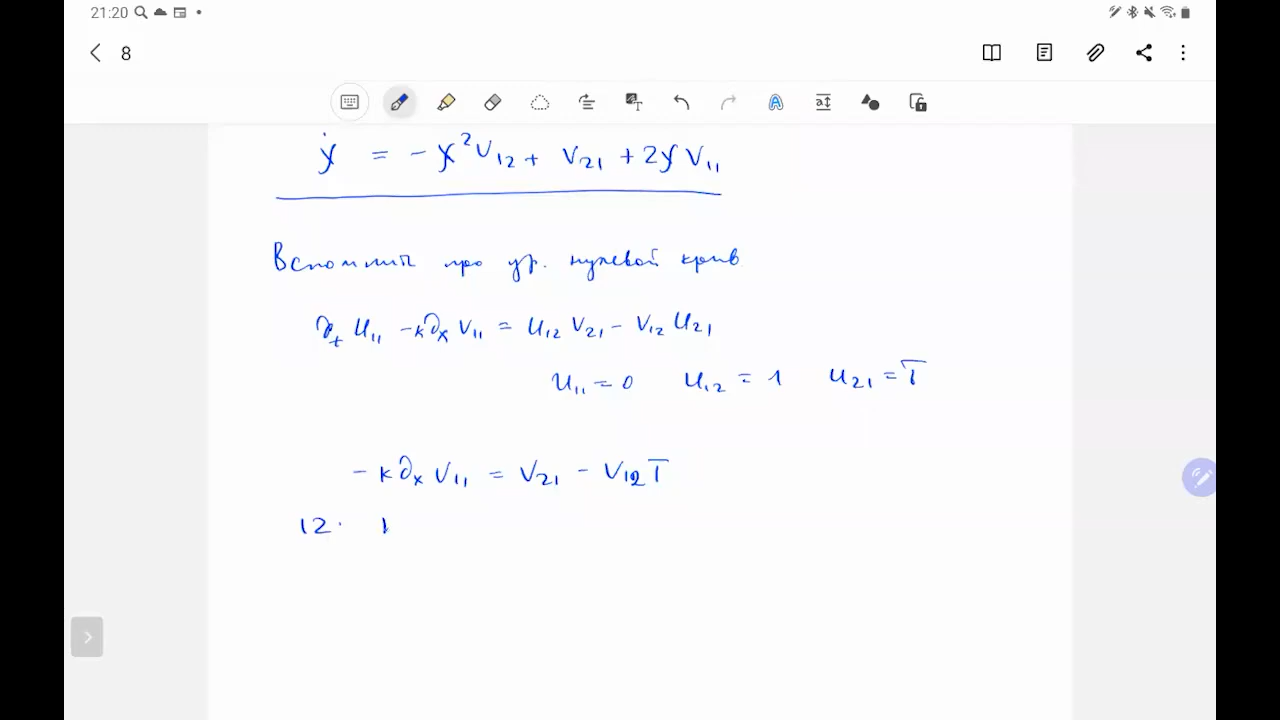 21:20
8
ẏ = - y²V₁₂ + V₂₁ + 2y V₁₁
Вспомним про ур. нулевой крив
∂ₜ U₁₁ - к∂ₓ V₁₁ = U₁₂ V₂₁ - V₁₂ U₂₁
U₁₁ = 0 U₁₂ = 1 U₂₁ = T
- к∂ₓ V₁₁ = V₂₁ - V₁₂ T
12.